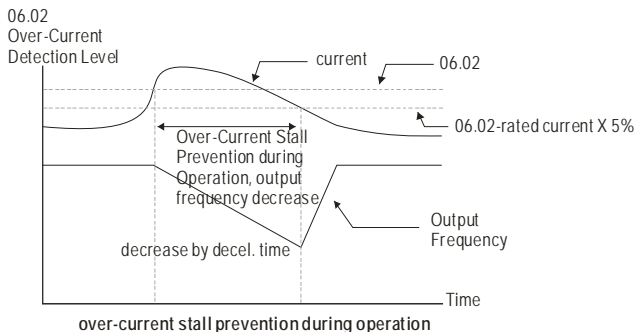 06.02
Over-Current
Detection Level
current
06.02
06.02-rated current X 5%
Over-Current Stall
Prevention during
Operation, output
frequency decrease
decrease by decel. time
Output
Frequency
Time
over-current stall prevention during operation